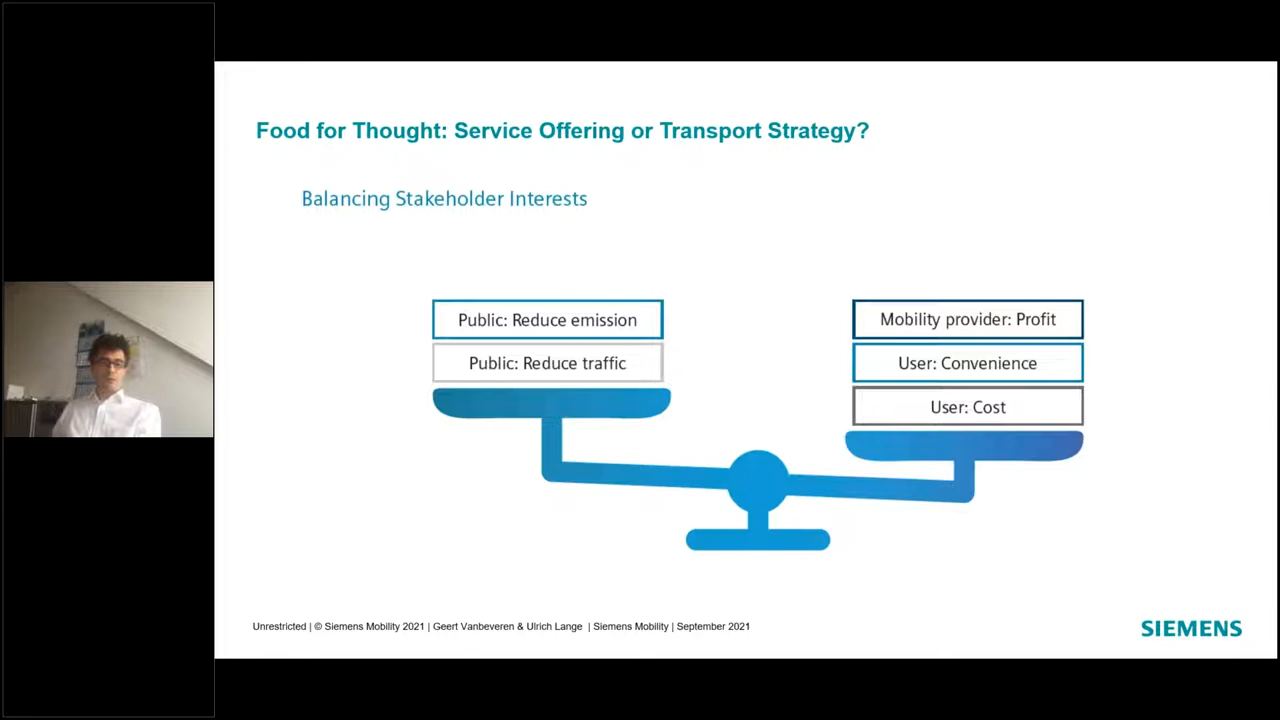 Food for Thought: Service Offering or Transport Strategy?
Balancing Stakeholder Interests
Public: Reduce emission
Public: Reduce traffic
Mobility provider: Profit
User: Convenience
User: Cost
Unrestricted | © Siemens Mobility 2021 | Geert Vanbeveren & Ulrich Lange | Siemens Mobility | September 2021
SIEMENS